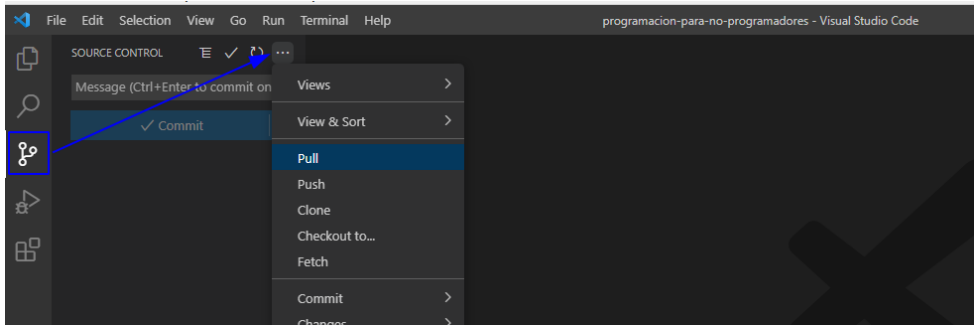 File Edit Selection View Go Run Terminal Help programacion-para-no-programadores - Visual Studio Code
SOURCE CONTROL
Message (Ctrl+Enter to commit on
Commit
Views
View & Sort
Pull
Push
Clone
Checkout to...
Fetch
Commit
Changes